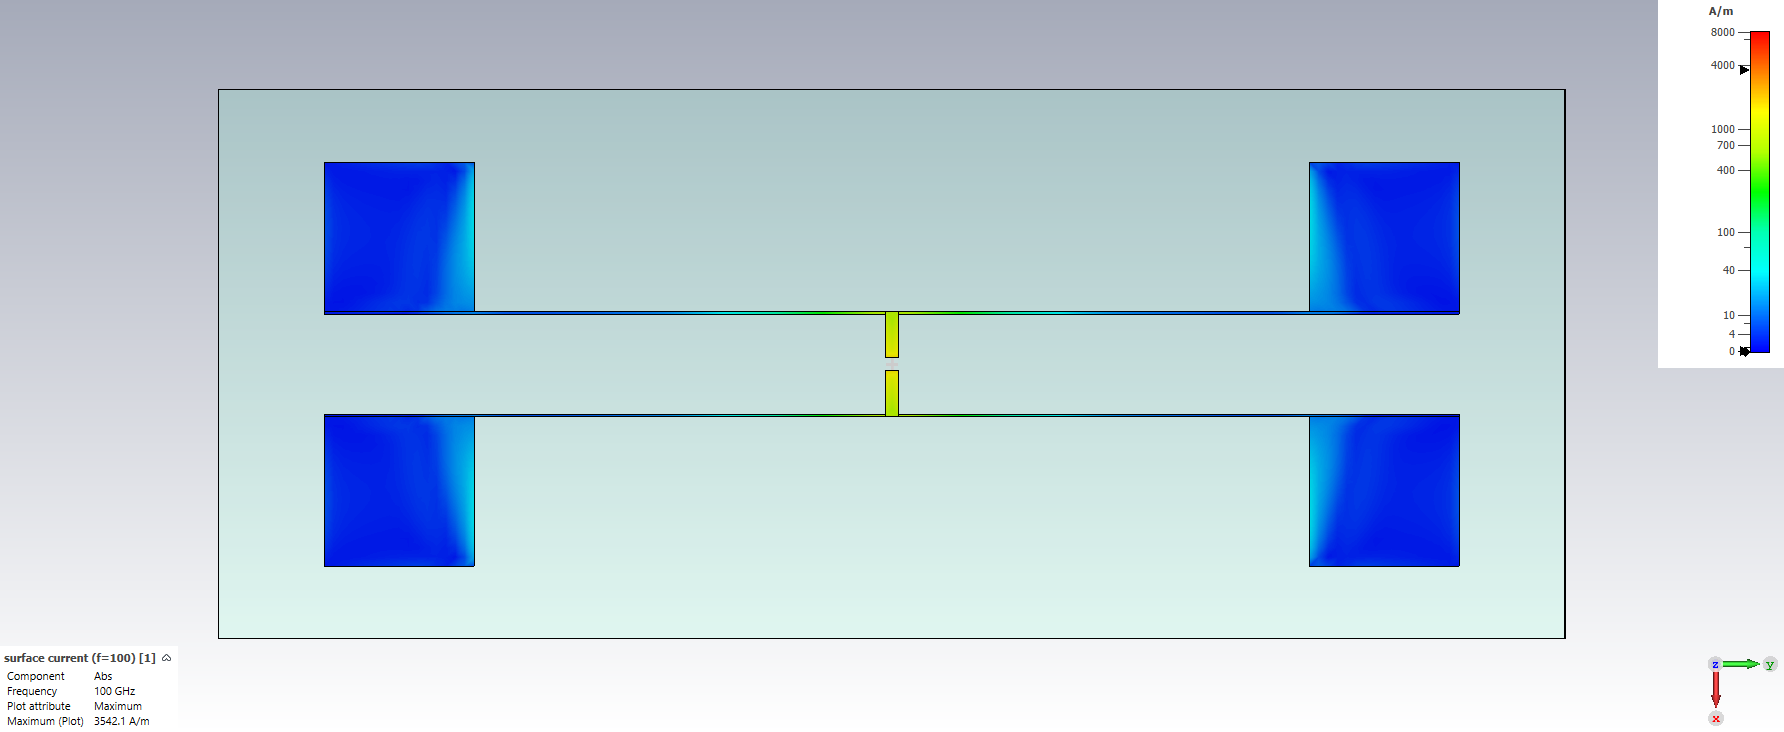 A/m
8000
4000
1000
700
400
100
40
10
4
0
surface current (f=100) [1]
Component Abs
Frequency 100 GHz
Plot attribute Maximum
Maximum (Plot) 3542.1 A/m
z y
x